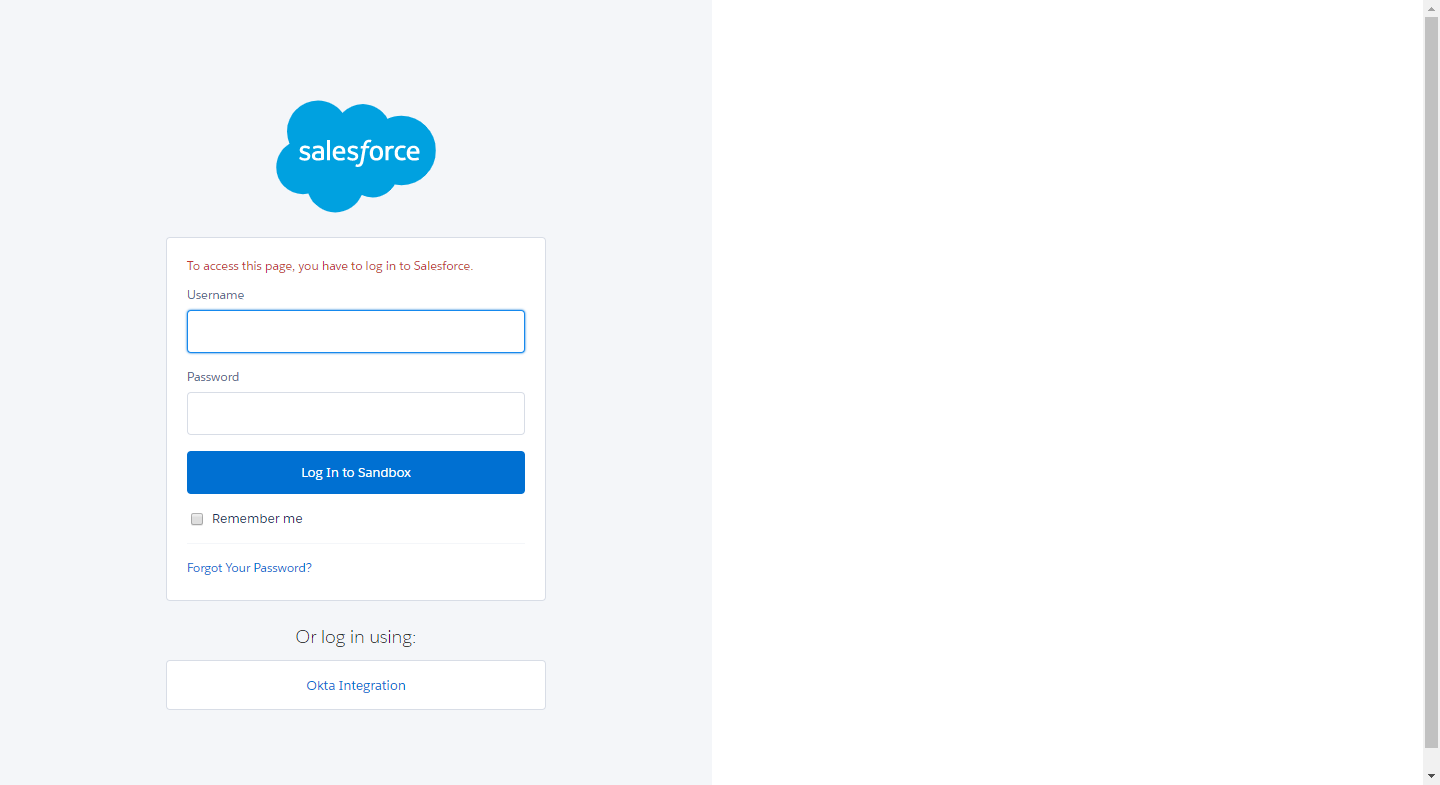 salesforce
To access this page, you have to log in to Salesforce.
Username
Password
Log In to Sandbox
Remember me
Forgot Your Password?
Or log in using:
Okta Integration